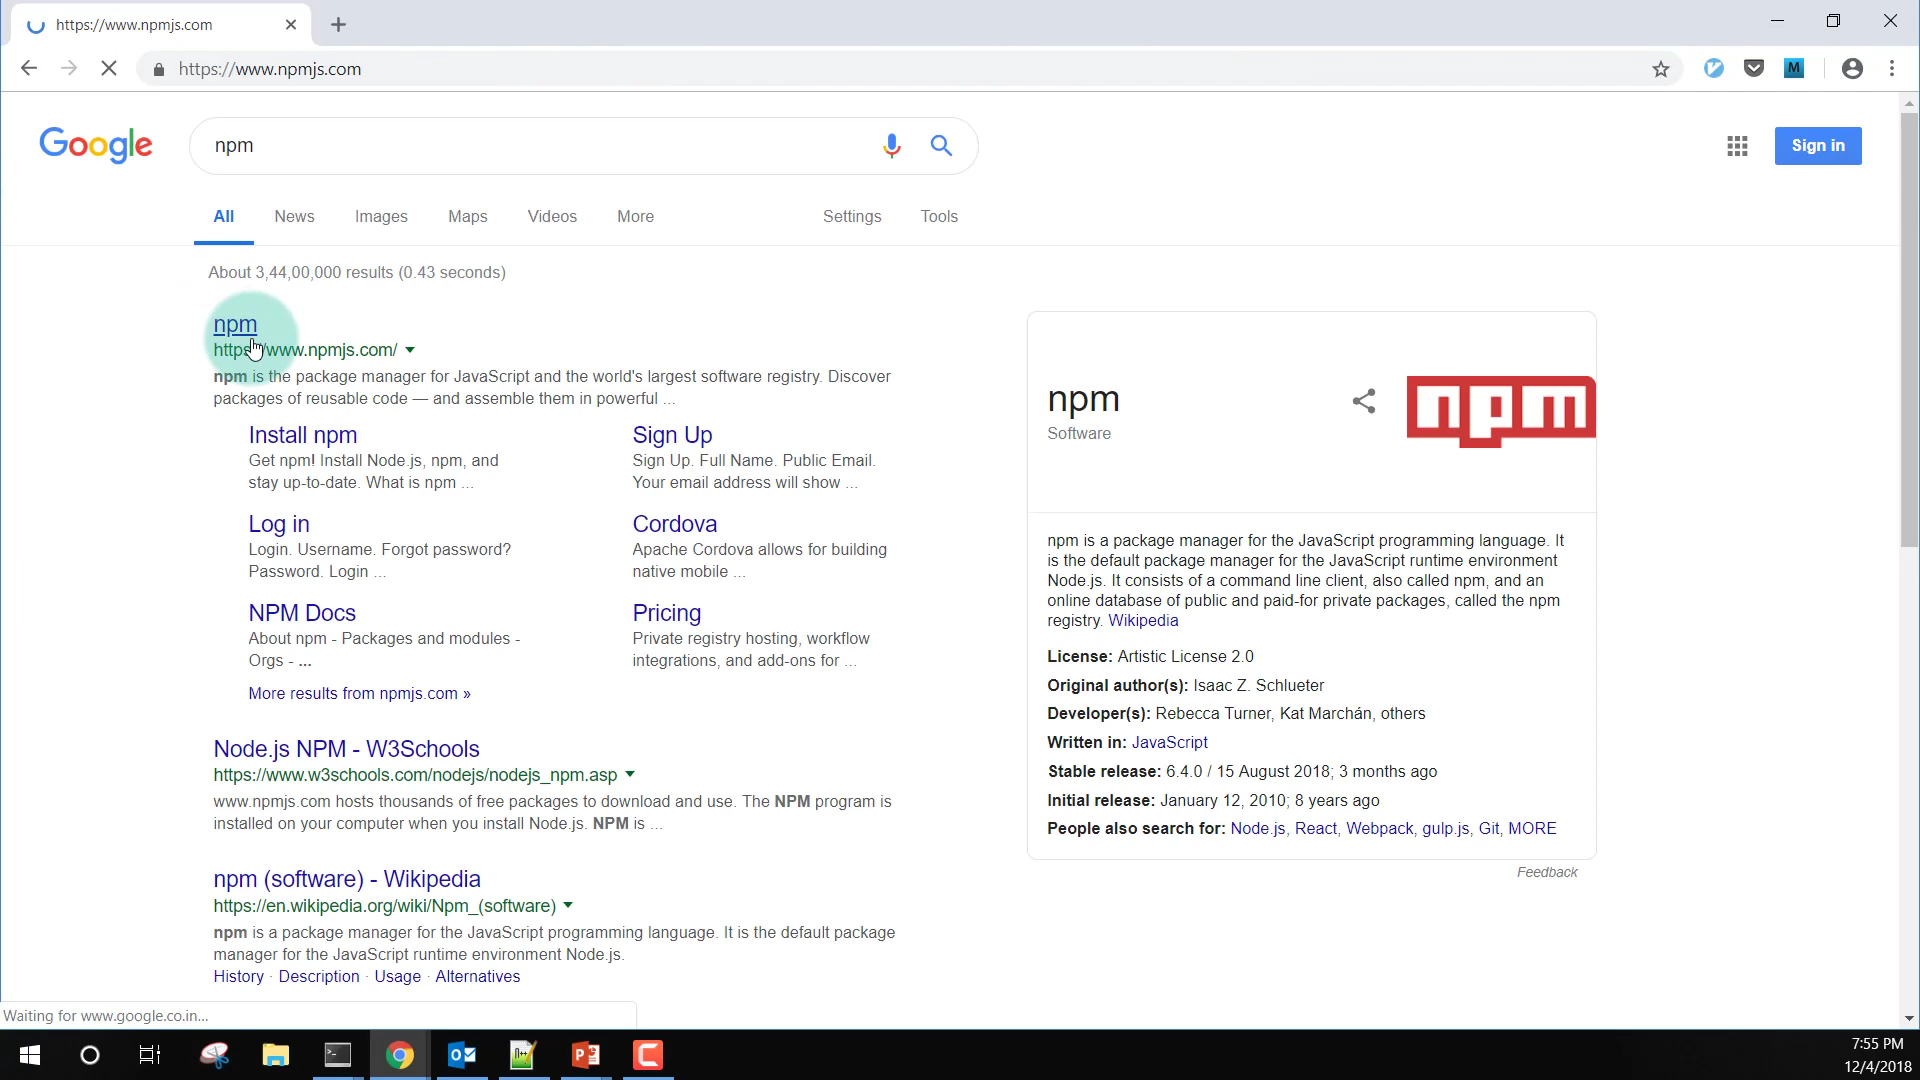 https://www.npmjs.com
https://www.npmjs.com
M
Google
npm
Sign in
All News Images Maps Videos More Settings Tools
About 3,44,00,000 results (0.43 seconds)
npm
https://www.npmjs.com/
npm is the package manager for JavaScript and the world's largest software registry. Discover
packages of reusable code — and assemble them in powerful ...
Install npm
Get npm! Install Node.js, npm, and
stay up-to-date. What is npm ...
Sign Up
Sign Up. Full Name. Public Email.
Your email address will show ...
Log in
Login. Username. Forgot password?
Password. Login ...
Cordova
Apache Cordova allows for building
native mobile ...
NPM Docs
About npm - Packages and modules -
Orgs - ...
Pricing
Private registry hosting, workflow
integrations, and add-ons for ...
More results from npmjs.com »
Node.js NPM - W3Schools
https://www.w3schools.com/nodejs/nodejs_npm.asp
www.npmjs.com hosts thousands of free packages to download and use. The NPM program is
installed on your computer when you install Node.js. NPM is ...
npm (software) - Wikipedia
https://en.wikipedia.org/wiki/Npm_(software)
npm is a package manager for the JavaScript programming language. It is the default package
manager for the JavaScript runtime environment Node.js.
History · Description · Usage · Alternatives
npm
Software
npm
npm is a package manager for the JavaScript programming language. It
is the default package manager for the JavaScript runtime environment
Node.js. It consists of a command line client, also called npm, and an
online database of public and paid-for private packages, called the npm
registry. Wikipedia
License: Artistic License 2.0
Original author(s): Isaac Z. Schlueter
Developer(s): Rebecca Turner, Kat Marchán, others
Written in: JavaScript
Stable release: 6.4.0 / 15 August 2018; 3 months ago
Initial release: January 12, 2010; 8 years ago
People also search for: Node.js, React, Webpack, gulp.js, Git, MORE
Feedback
Waiting for www.google.co.in...
7:55 PM
12/4/2018